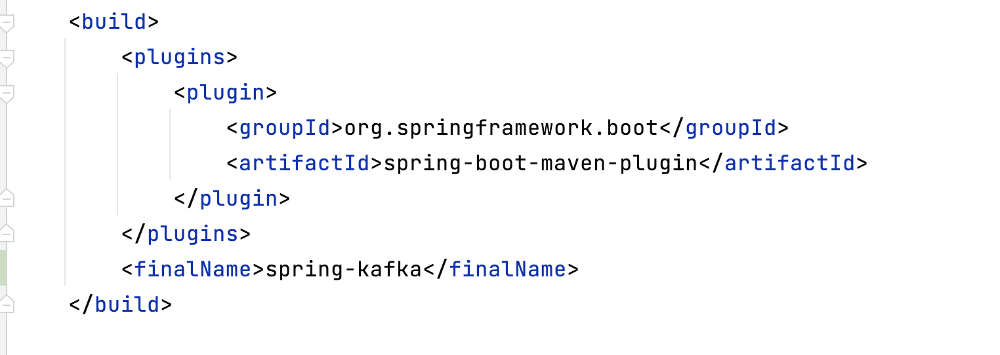 <build>
<plugins>
<plugin>
<groupId>org.springframework.boot</groupId>
<artifactId>spring-boot-maven-plugin</artifactId>
</plugin>
</plugins>
<finalName>spring-kafka</finalName>
</build>